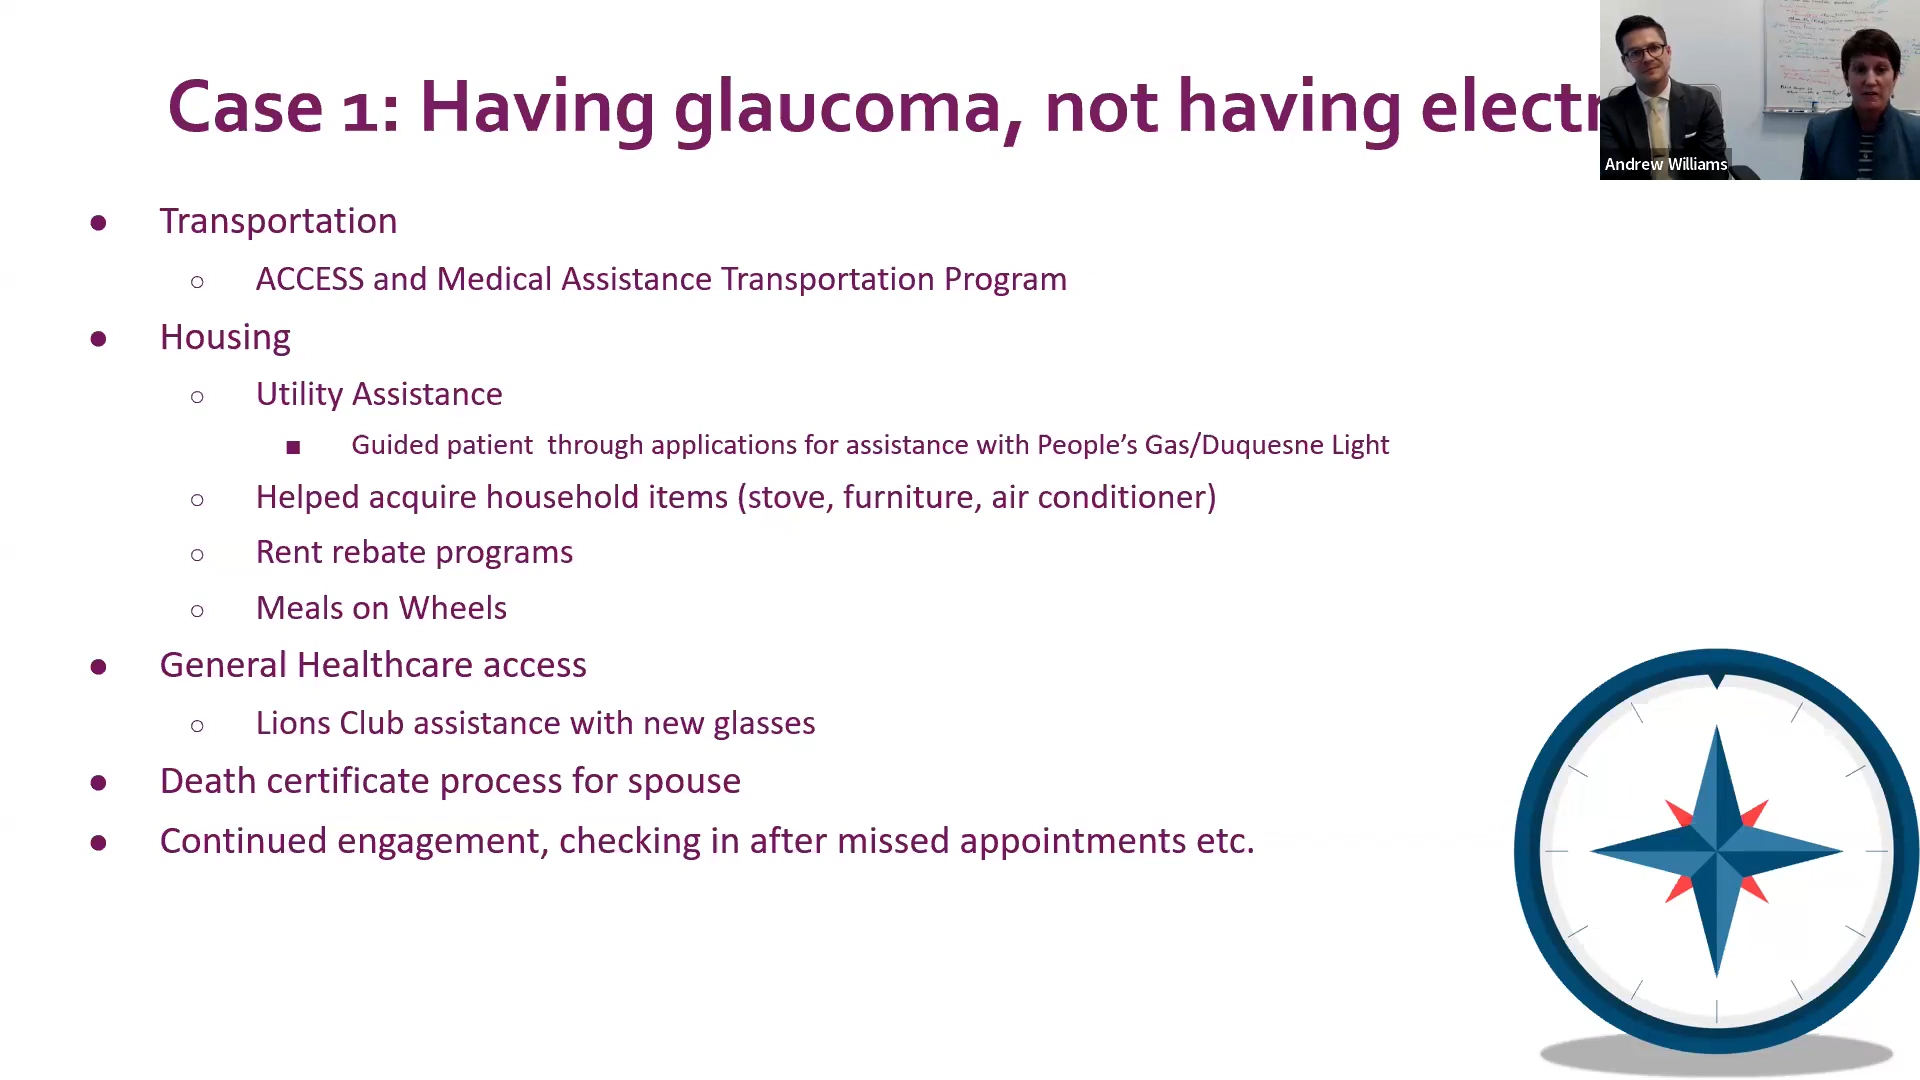 Case 1: Having glaucoma, not having electr
Andrew Williams
● Transportation
○ ACCESS and Medical Assistance Transportation Program
● Housing
○ Utility Assistance
■ Guided patient through applications for assistance with People’s Gas/Duquesne Light
○ Helped acquire household items (stove, furniture, air conditioner)
○ Rent rebate programs
○ Meals on Wheels
● General Healthcare access
○ Lions Club assistance with new glasses
● Death certificate process for spouse
● Continued engagement, checking in after missed appointments etc.